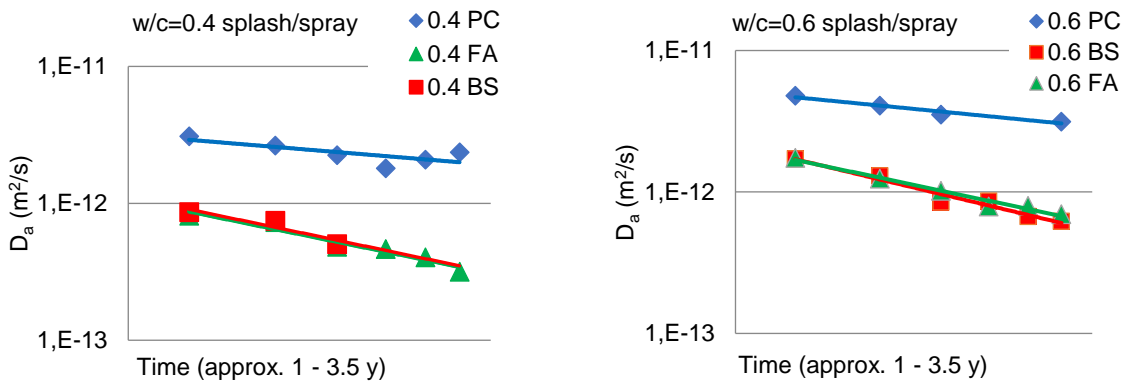 w/c=0.4 splash/spray
0.4 PC
0.4 FA
0.4 BS
1,E-11
1,E-12
1,E-13
Dₐ (m²/s)
Time (approx. 1 - 3.5 y)
w/c=0.6 splash/spray
0.6 PC
0.6 BS
0.6 FA
1,E-11
1,E-12
1,E-13
Dₐ (m²/s)
Time (approx. 1 - 3.5 y)